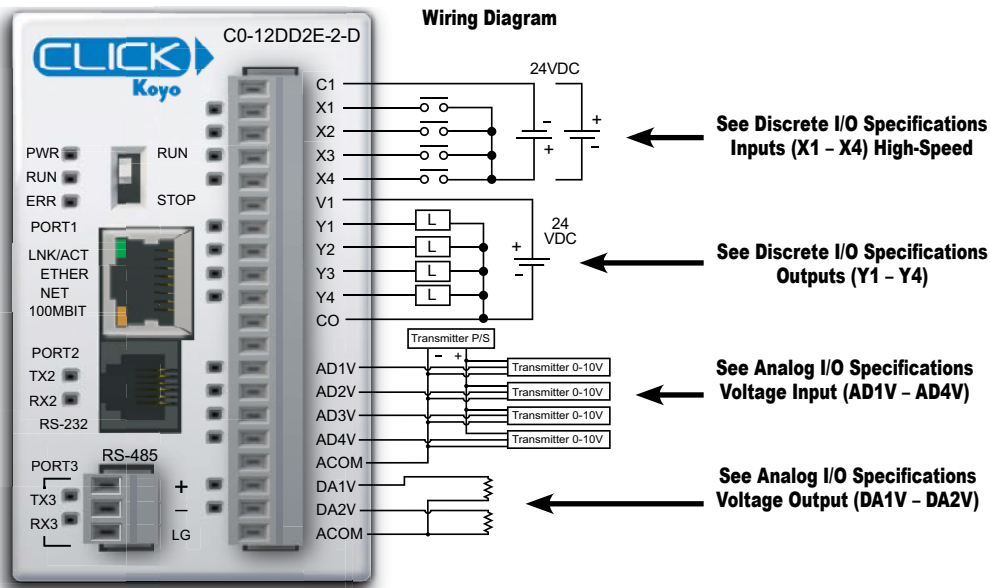 Wiring Diagram
CLICK
Koyo
C0-12DD2E-2-D
PWR
RUN
ERR
RUN
STOP
PORT1
LNK/ACT
ETHER
NET
100MBIT
PORT2
TX2
RX2
RS-232
PORT3
RS-485
TX3
RX3
+
–
LG
C1
X1
X2
X3
X4
V1
Y1
Y2
Y3
Y4
CO
AD1V
AD2V
AD3V
AD4V
ACOM
DA1V
DA2V
ACOM
24VDC
-
+
+
-
L
L
L
L
+
-
24
VDC
Transmitter P/S
- +
Transmitter 0-10V
Transmitter 0-10V
Transmitter 0-10V
Transmitter 0-10V
See Discrete I/O Specifications
Inputs (X1 – X4) High-Speed
See Discrete I/O Specifications
Outputs (Y1 – Y4)
See Analog I/O Specifications
Voltage Input (AD1V – AD4V)
See Analog I/O Specifications
Voltage Output (DA1V – DA2V)